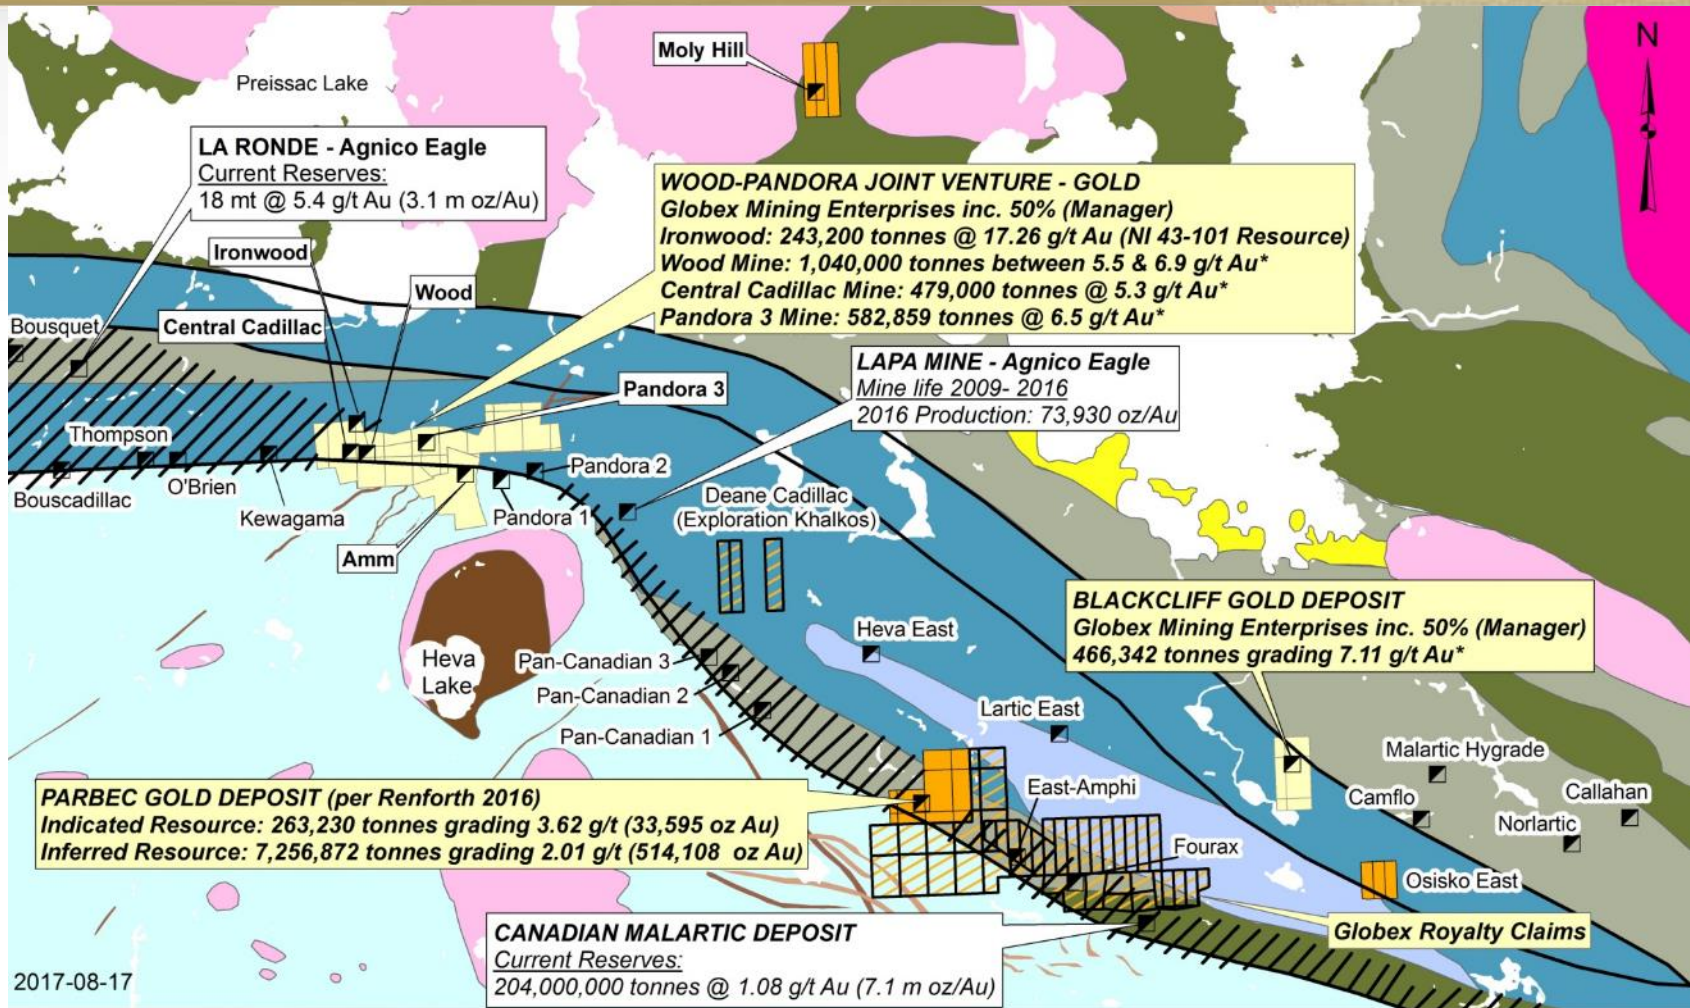 N
Moly Hill
Preissac Lake
LA RONDE - Agnico Eagle
Current Reserves:
18 mt @ 5.4 g/t Au (3.1 m oz/Au)
WOOD-PANDORA JOINT VENTURE - GOLD
Globex Mining Enterprises inc. 50% (Manager)
Ironwood: 243,200 tonnes @ 17.26 g/t Au (NI 43-101 Resource)
Wood Mine: 1,040,000 tonnes between 5.5 & 6.9 g/t Au*
Central Cadillac Mine: 479,000 tonnes @ 5.3 g/t Au*
Pandora 3 Mine: 582,859 tonnes @ 6.5 g/t Au*
Ironwood
Wood
Bousquet
Central Cadillac
LAPA MINE - Agnico Eagle
Mine life 2009- 2016
2016 Production: 73,930 oz/Au
Pandora 3
Thompson
Bouscadillac
O'Brien
Kewagama
Pandora 2
Pandora 1
Amm
Deane Cadillac
(Exploration Khalkos)
BLACKCLIFF GOLD DEPOSIT
Globex Mining Enterprises inc. 50% (Manager)
466,342 tonnes grading 7.11 g/t Au*
Heva
Lake
Heva East
Pan-Canadian 3
Pan-Canadian 2
Pan-Canadian 1
Lartic East
Malartic Hygrade
Callahan
Camflo
Norlartic
East-Amphi
PARBEC GOLD DEPOSIT (per Renforth 2016)
Indicated Resource: 263,230 tonnes grading 3.62 g/t (33,595 oz Au)
Inferred Resource: 7,256,872 tonnes grading 2.01 g/t (514,108 oz Au)
Fourax
Osisko East
Globex Royalty Claims
CANADIAN MALARTIC DEPOSIT
Current Reserves:
204,000,000 tonnes @ 1.08 g/t Au (7.1 m oz/Au)
2017-08-17